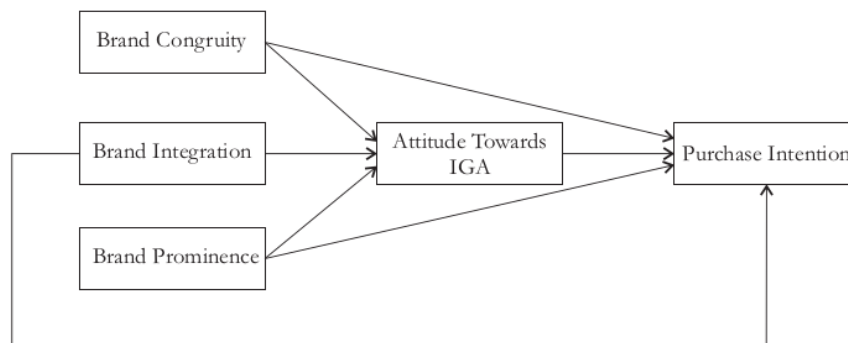 Brand Congruity
Brand Integration
Attitude Towards
IGA
Purchase Intention
Brand Prominence